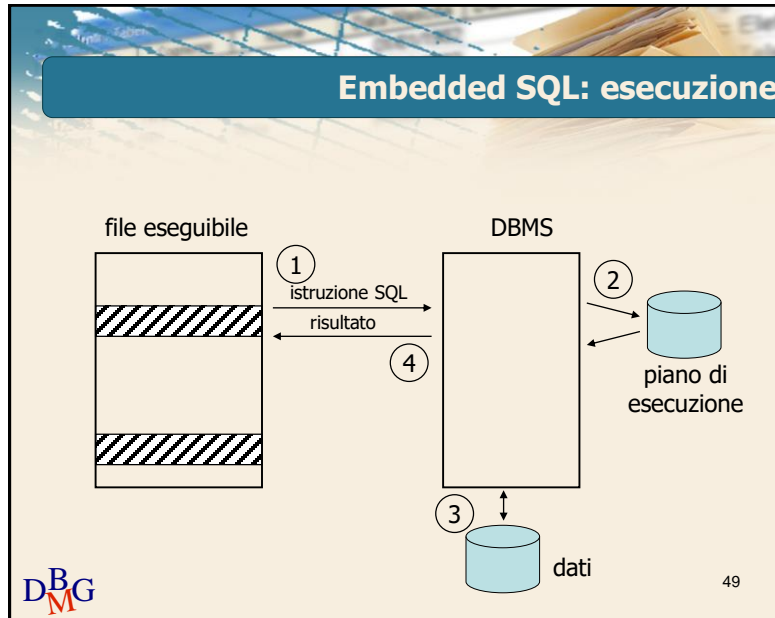 Embedded SQL: esecuzione
file eseguibile
DBMS
1
istruzione SQL
2
risultato
4
piano di
esecuzione
3
dati
DBMG
49